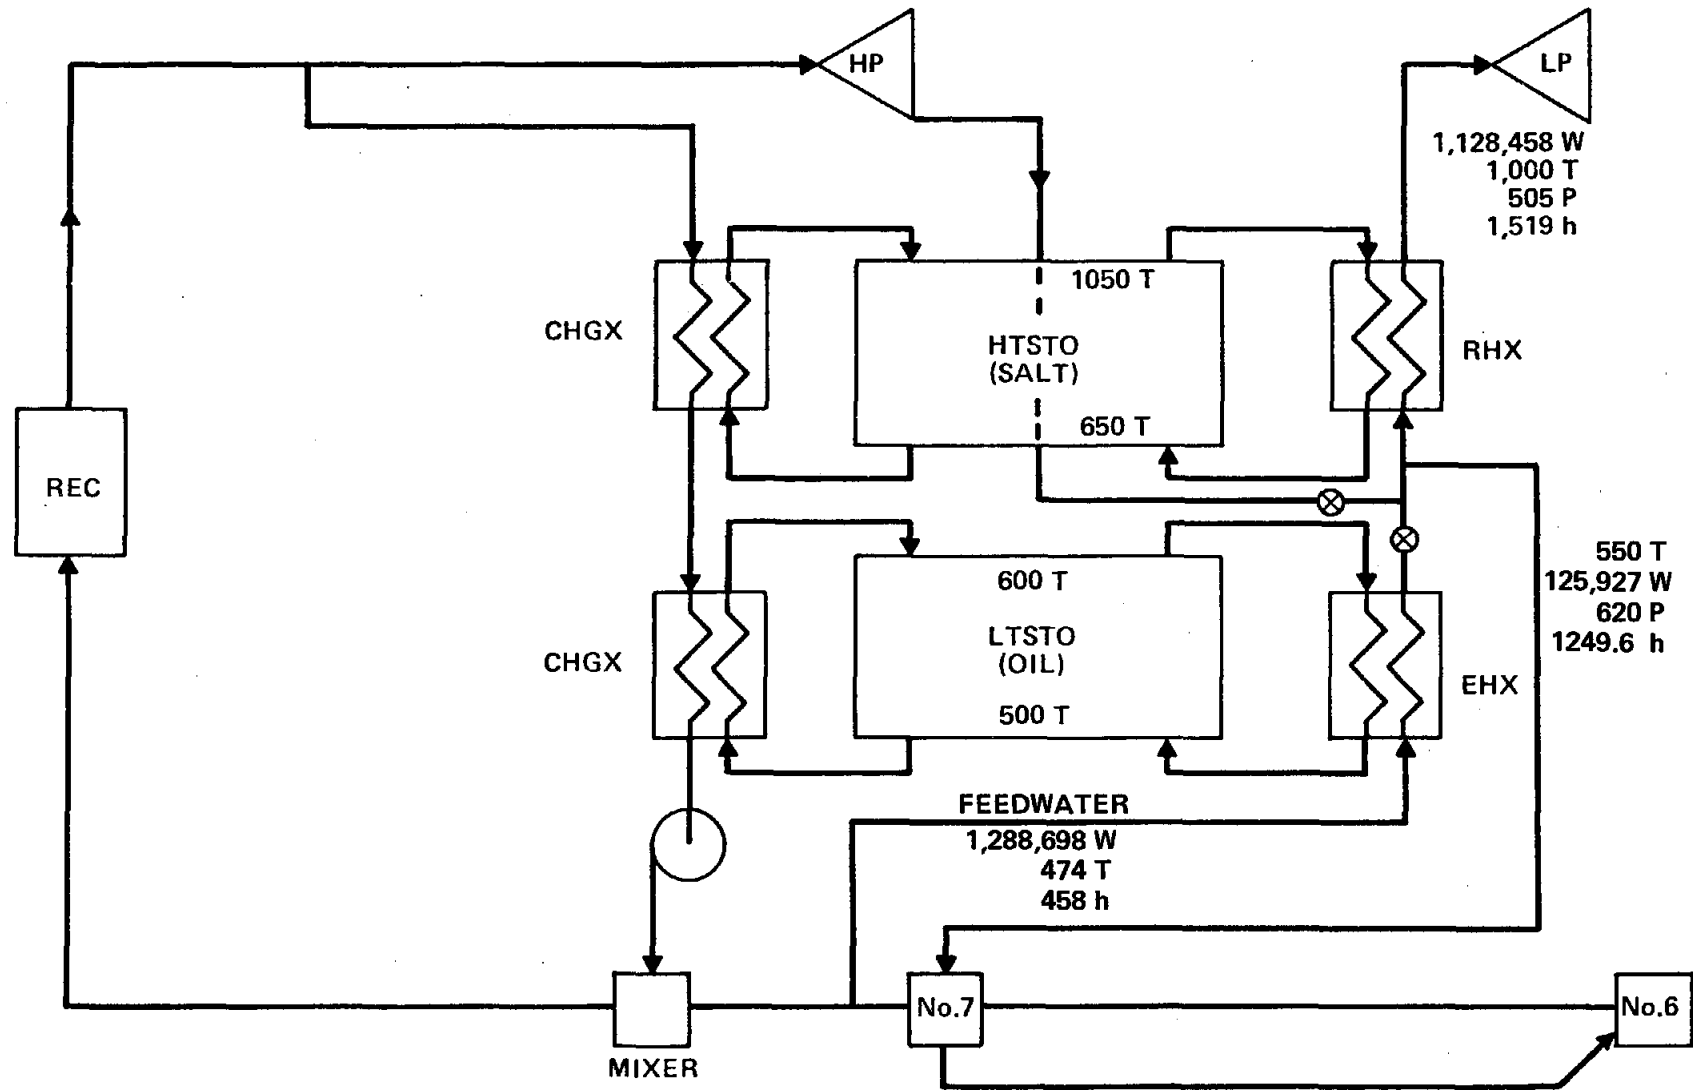 HP
LP
1,128,458 W
1,000 T
505 P
1,519 h
1050 T
CHGX
HTSTO
(SALT)
RHX
650 T
REC
600 T
550 T
125,927 W
620 P
1249.6 h
CHGX
LTSTO
(OIL)
EHX
500 T
FEEDWATER
1,288,698 W
474 T
458 h
No.7
No.6
MIXER